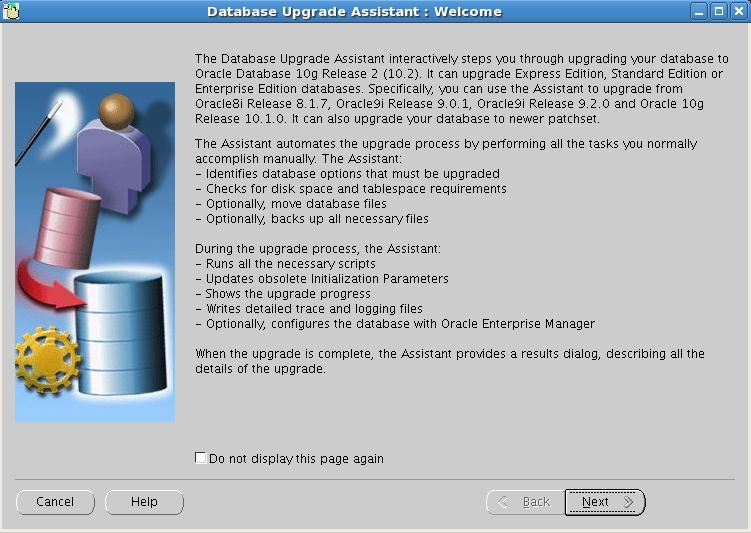 Database Upgrade Assistant : Welcome
The Database Upgrade Assistant interactively steps you through upgrading your database to
Oracle Database 10g Release 2 (10.2). It can upgrade Express Edition, Standard Edition or
Enterprise Edition databases. Specifically, you can use the Assistant to upgrade from
Oracle8i Release 8.1.7, Oracle9i Release 9.0.1, Oracle9i Release 9.2.0 and Oracle 10g
Release 10.1.0. It can also upgrade your database to newer patchset.
The Assistant automates the upgrade process by performing all the tasks you normally
accomplish manually. The Assistant:
- Identifies database options that must be upgraded
- Checks for disk space and tablespace requirements
- Optionally, move database files
- Optionally, backs up all necessary files
During the upgrade process, the Assistant:
- Runs all the necessary scripts
- Updates obsolete Initialization Parameters
- Shows the upgrade progress
- Writes detailed trace and logging files
- Optionally, configures the database with Oracle Enterprise Manager
When the upgrade is complete, the Assistant provides a results dialog, describing all the
details of the upgrade.
Do not display this page again
Cancel Help Back Next